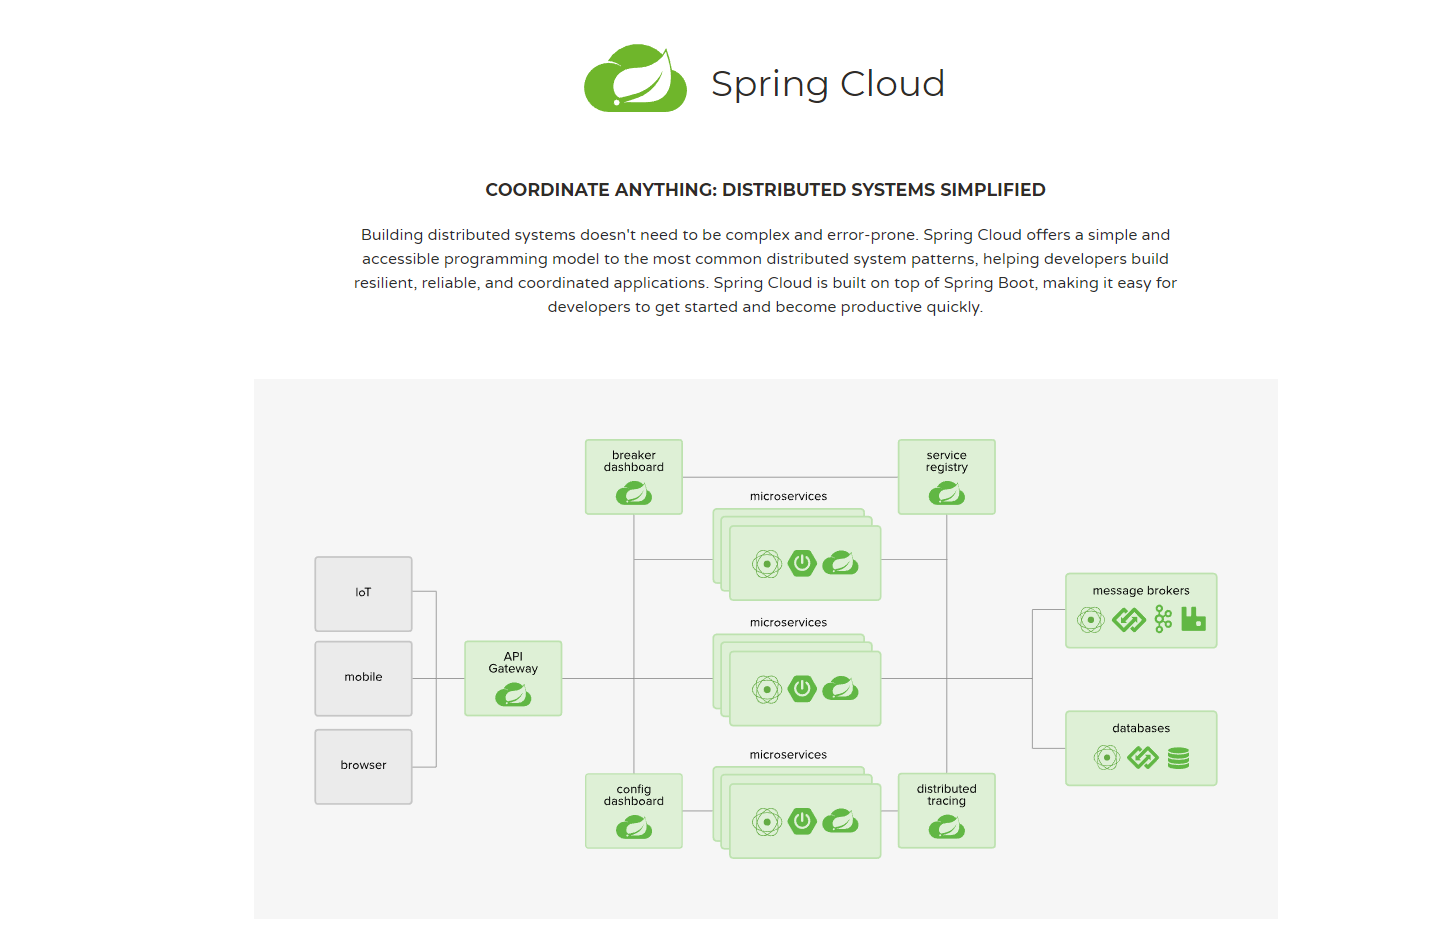 Spring Cloud
COORDINATE ANYTHING: DISTRIBUTED SYSTEMS SIMPLIFIED
Building distributed systems doesn't need to be complex and error-prone. Spring Cloud offers a simple and
accessible programming model to the most common distributed system patterns, helping developers build
resilient, reliable, and coordinated applications. Spring Cloud is built on top of Spring Boot, making it easy for
developers to get started and become productive quickly.
IoT
mobile
browser
API
Gateway
breaker
dashboard
config
dashboard
microservices
microservices
microservices
service
registry
distributed
tracing
message brokers
databases